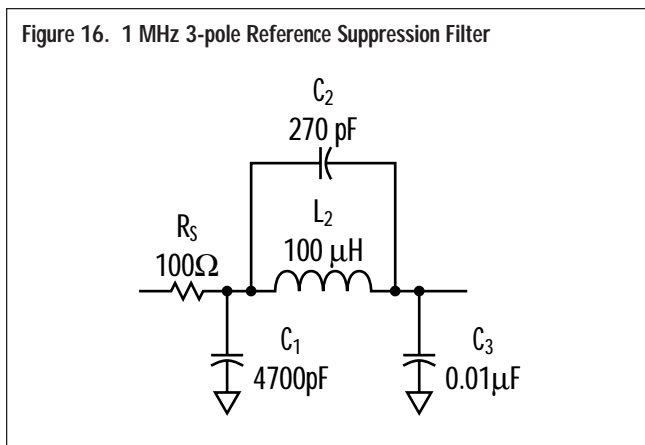 Figure 16. 1 MHz 3-pole Reference Suppression Filter
C₂
270 pF
L₂
100 µH
R_S
100Ω
C₁
4700pF
C₃
0.01µF